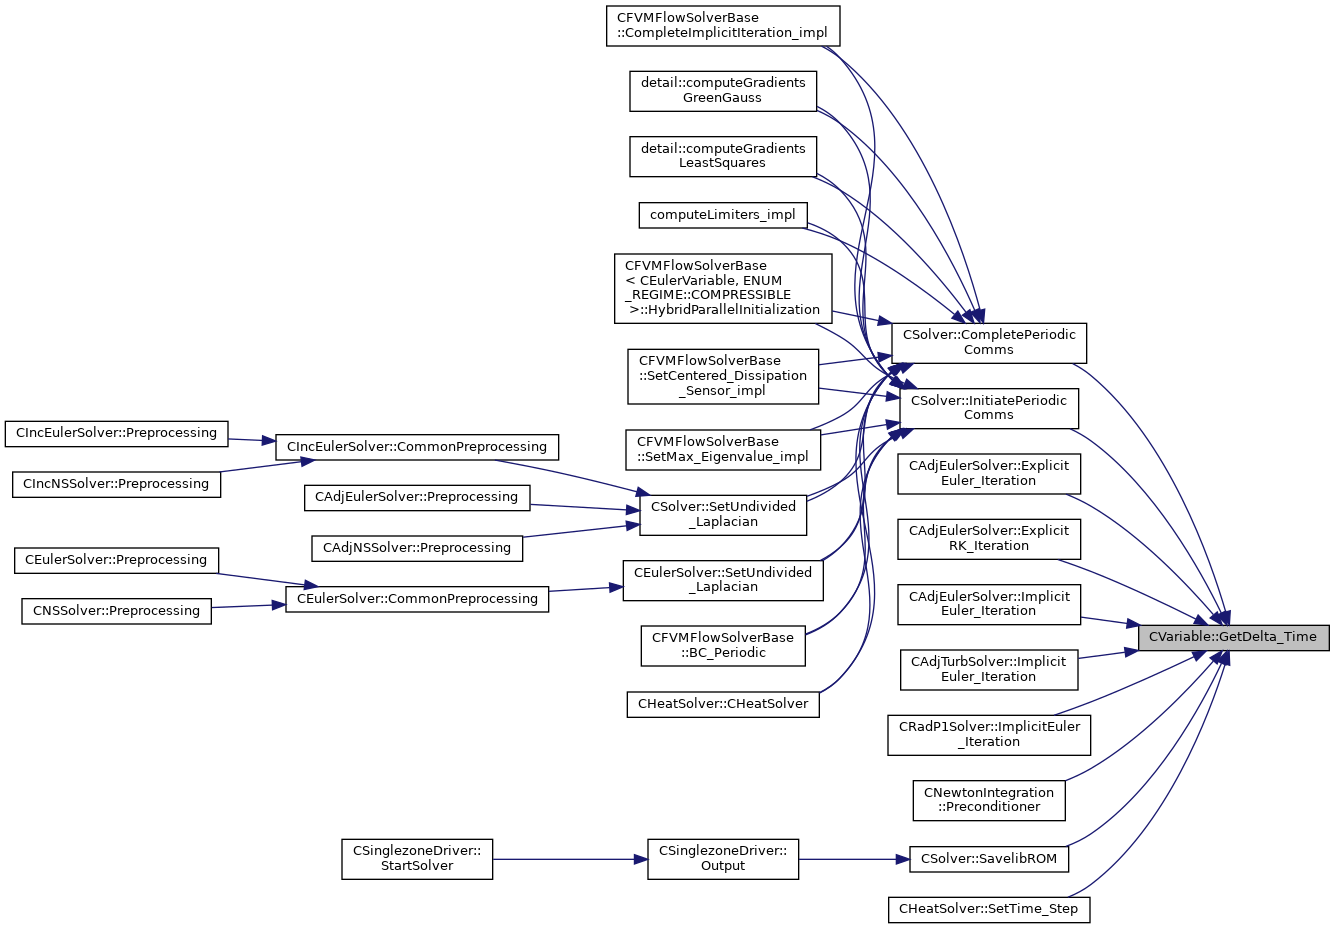 CFVMFlowSolverBase
::CompleteImplicitIteration_impl
detail::computeGradients
GreenGauss
detail::computeGradients
LeastSquares
computeLimiters_impl
CFVMFlowSolverBase
< CEulerVariable, ENUM
_REGIME::COMPRESSIBLE
>::HybridParallelInitialization
CSolver::CompletePeriodic
Comms
CFVMFlowSolverBase
::SetCentered_Dissipation
_Sensor_impl
CSolver::InitiatePeriodic
Comms
CIncEulerSolver::Preprocessing
CIncEulerSolver::CommonPreprocessing
CFVMFlowSolverBase
::SetMax_Eigenvalue_impl
CIncNSSolver::Preprocessing
CAdjEulerSolver::Preprocessing
CSolver::SetUndivided
_Laplacian
CAdjNSSolver::Preprocessing
CAdjEulerSolver::Explicit
Euler_Iteration
CAdjEulerSolver::Explicit
RK_Iteration
CEulerSolver::Preprocessing
CEulerSolver::SetUndivided
_Laplacian
CEulerSolver::CommonPreprocessing
CNSSolver::Preprocessing
CAdjEulerSolver::Implicit
Euler_Iteration
CVariable::GetDelta_Time
CFVMFlowSolverBase
::BC_Periodic
CAdjTurbSolver::Implicit
Euler_Iteration
CHeatSolver::CHeatSolver
CRadP1Solver::ImplicitEuler
_Iteration
CNewtonIntegration
::Preconditioner
CSinglezoneDriver::
StartSolver
CSinglezoneDriver::
Output
CSolver::SavelibROM
CHeatSolver::SetTime_Step